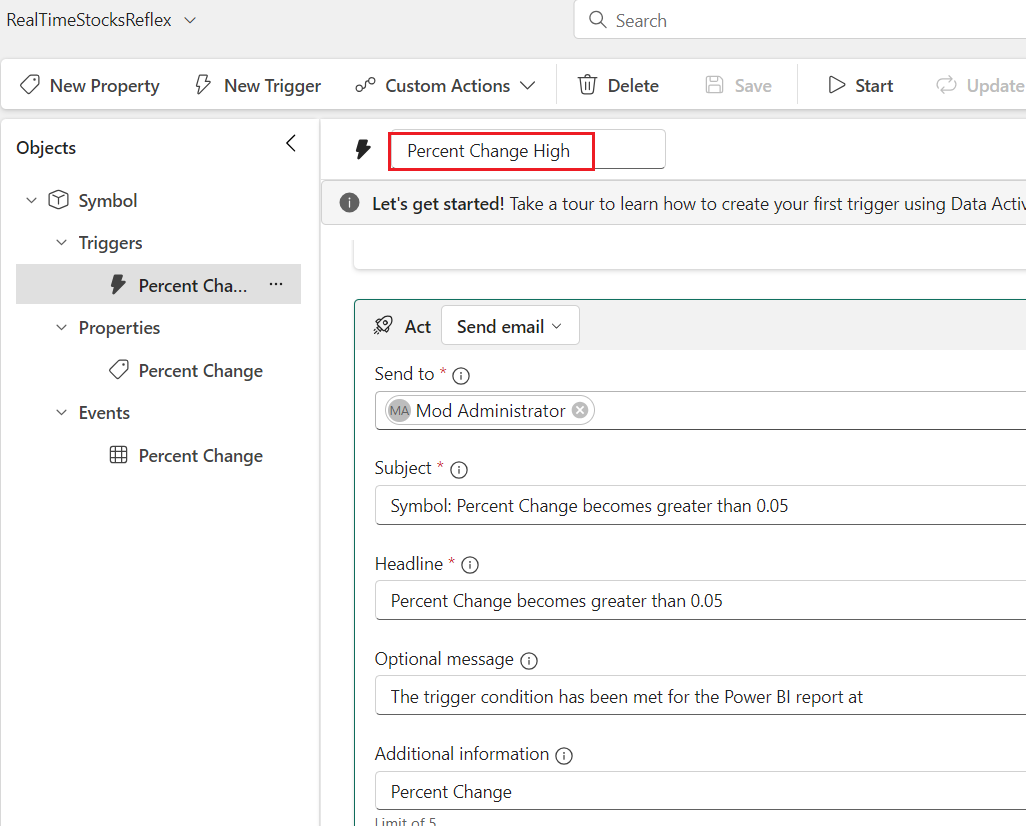 RealTimeStocksReflex
Search
New Property
New Trigger
Custom Actions
Delete
Save
Start
Update
Objects
Symbol
Triggers
Percent Cha...
Properties
Percent Change
Events
Percent Change
Percent Change High
Let's get started! Take a tour to learn how to create your first trigger using Data Activ
Act
Send email
Send to *
MA Mod Administrator
Subject *
Symbol: Percent Change becomes greater than 0.05
Headline *
Percent Change becomes greater than 0.05
Optional message
The trigger condition has been met for the Power BI report at
Additional information
Percent Change
Limit of 5